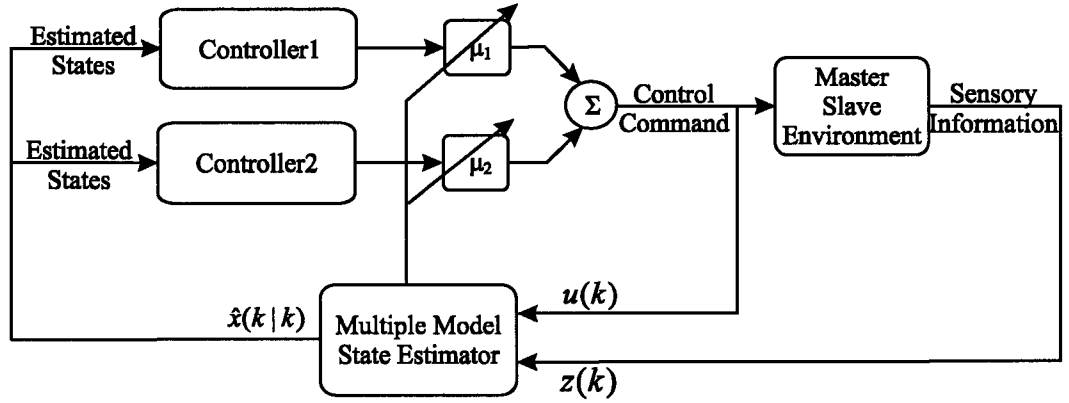 Estimated
States
Controller1
μ1
Σ
Control
Command
Master
Slave
Environment
Sensory
Information
Estimated
States
Controller2
μ2
x̂(k|k)
Multiple Model
State Estimator
u(k)
z(k)